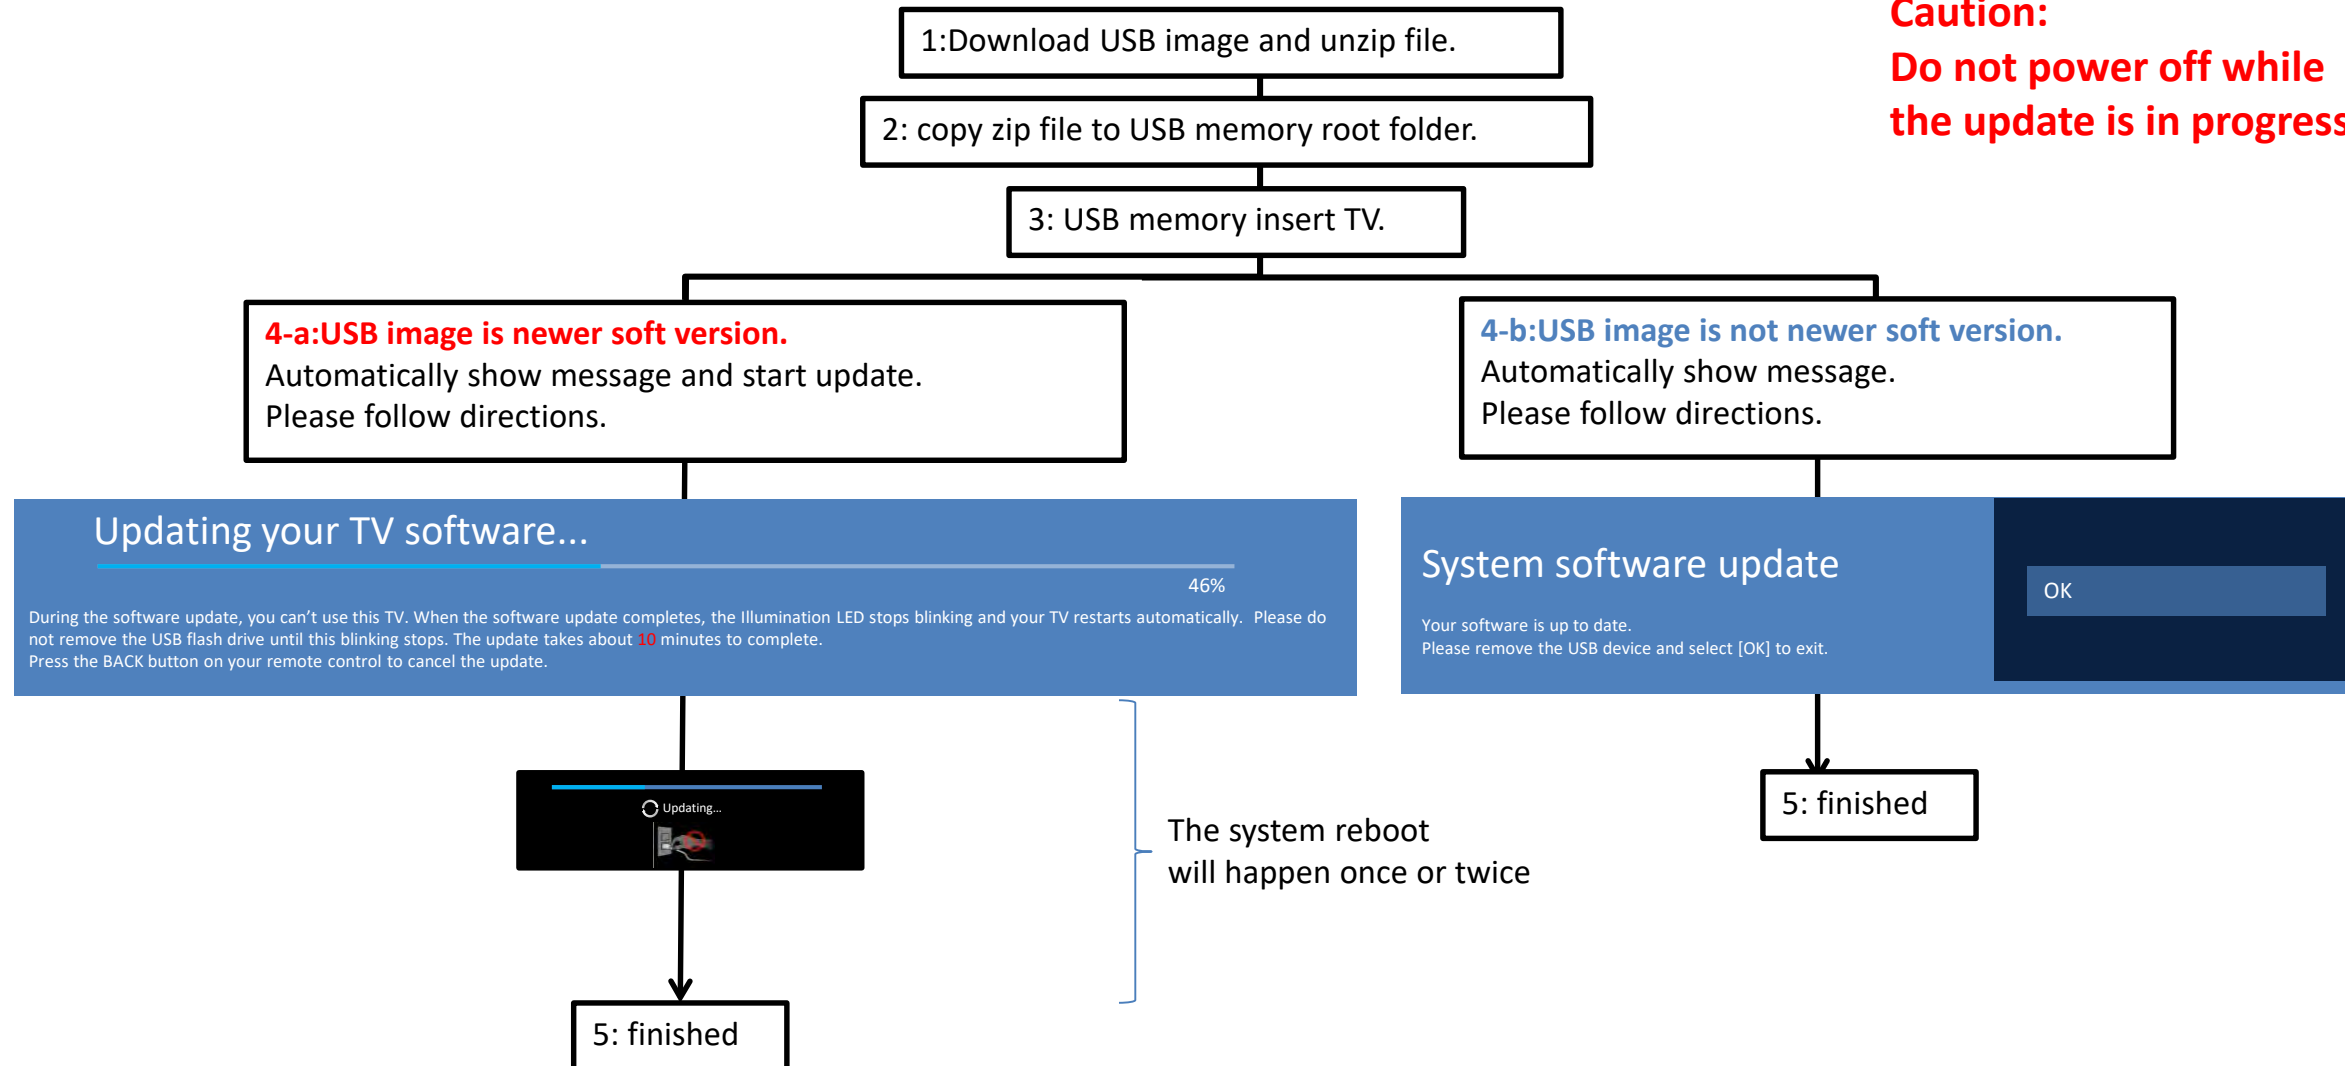 Caution:
Do not power off while
the update is in progress
1:Download USB image and unzip file.
2: copy zip file to USB memory root folder.
3: USB memory insert TV.
4-a:USB image is newer soft version.
Automatically show message and start update.
Please follow directions.
4-b:USB image is not newer soft version.
Automatically show message.
Please follow directions.
Updating your TV software...
46%
During the software update, you can’t use this TV. When the software update completes, the Illumination LED stops blinking and your TV restarts automatically. Please do
not remove the USB flash drive until this blinking stops. The update takes about 10 minutes to complete.
Press the BACK button on your remote control to cancel the update.
System software update
Your software is up to date.
Please remove the USB device and select [OK] to exit.
OK
Updating...
The system reboot
will happen once or twice
5: finished
5: finished